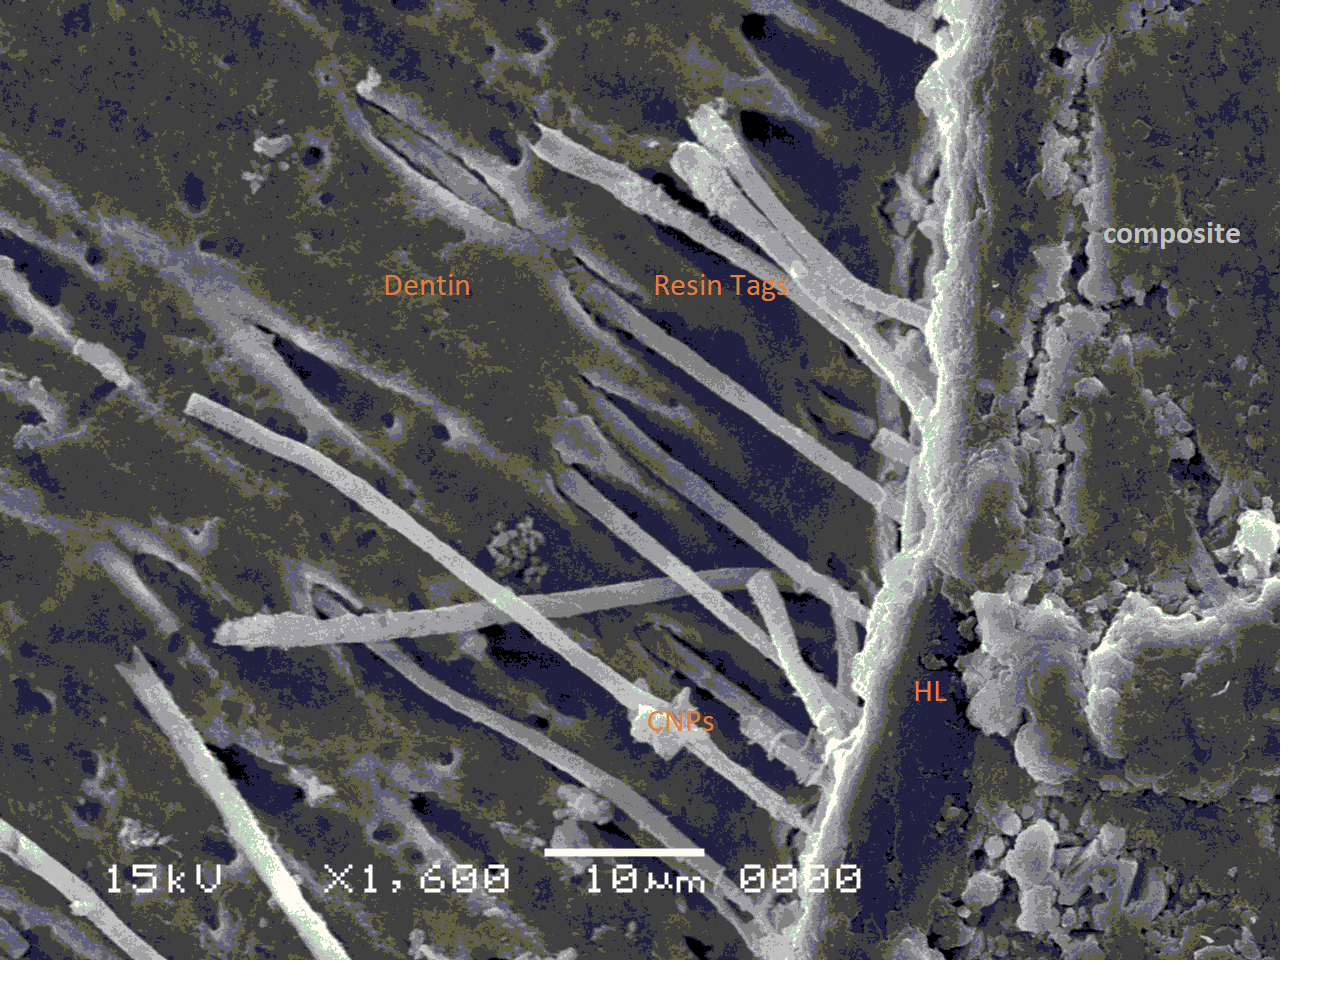 composite
Dentin
Resin Tags
HL
CNPs
15kV X1,600 10μm 0000